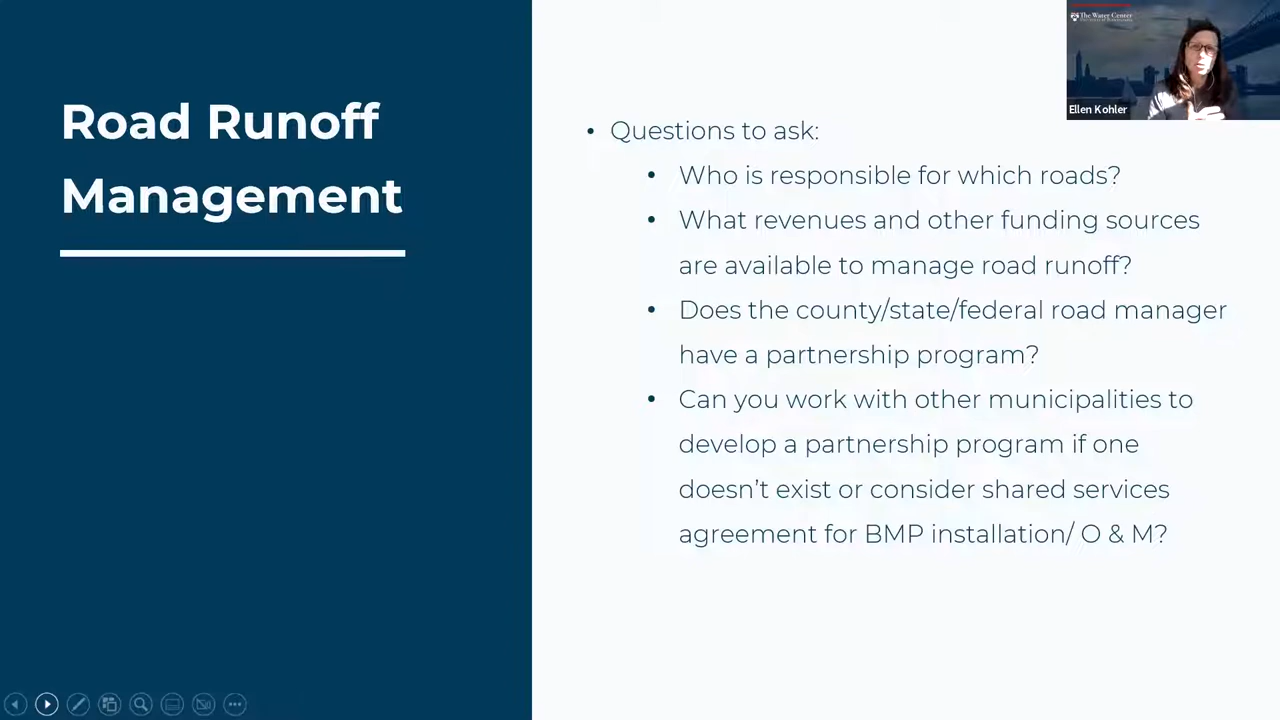 Road Runoff
Management
The Water Center
Ellen Kohler
• Questions to ask:
• Who is responsible for which roads?
• What revenues and other funding sources
are available to manage road runoff?
• Does the county/state/federal road manager
have a partnership program?
• Can you work with other municipalities to
develop a partnership program if one
doesn't exist or consider shared services
agreement for BMP installation/ O & M?